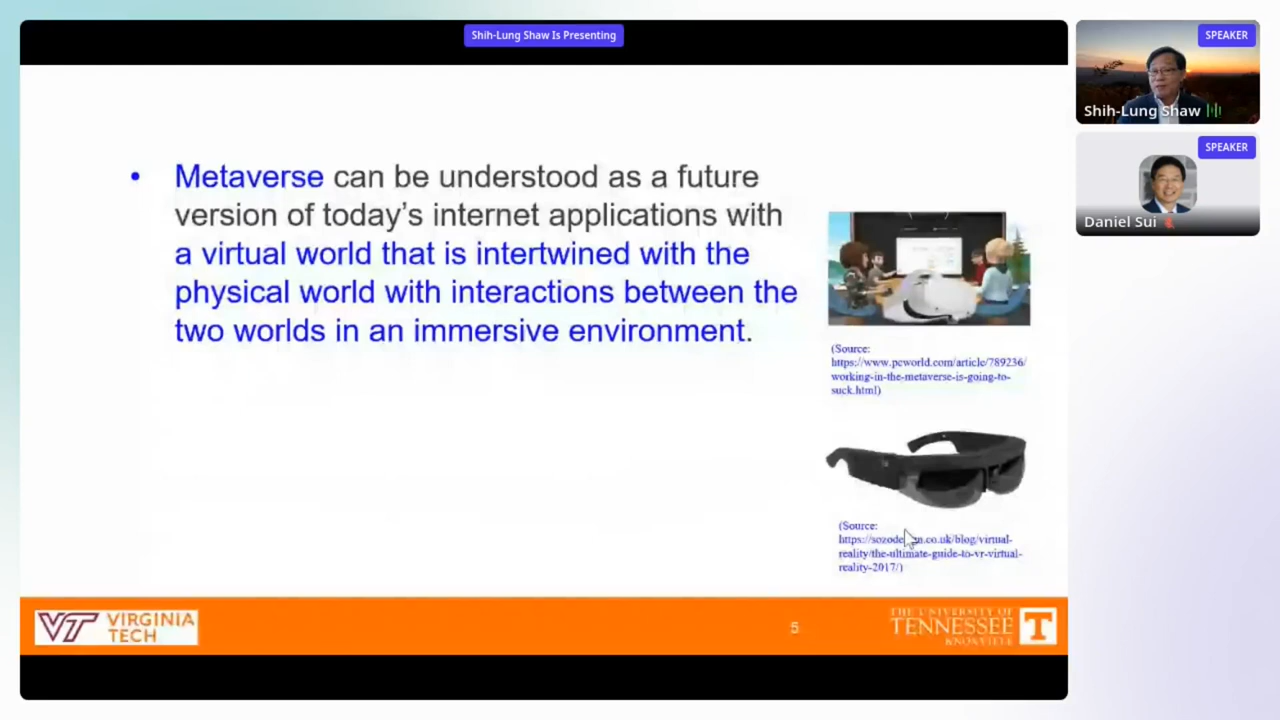 Shih-Lung Shaw Is Presenting
• Metaverse can be understood as a future
version of today's internet applications with
a virtual world that is intertwined with the
physical world with interactions between the
two worlds in an immersive environment.
(Source:
https://www.pcworld.com/article/789236/
working-in-the-metaverse-is-going-to-
suck.html)
(Source:
reality/the-ultimate-guide-to-vr-virtual-
reality-2017/)
VT VIRGINIA
TECH
5
THE UNIVERSITY OF
TENNESSEE
KNOXVILLE
T
SPEAKER
Shih-Lung Shaw
SPEAKER
Daniel Sui